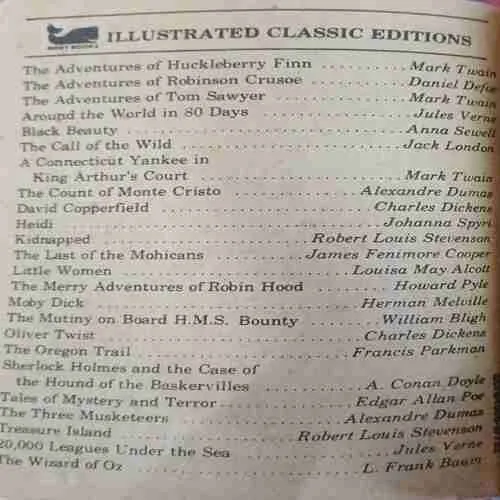 MOBY BOOKS
ILLUSTRATED CLASSIC EDITIONS
The Adventures of Huckleberry Finn .......... Mark Twain
The Adventures of Robinson Crusoe .......... Daniel Defoe
The Adventures of Tom Sawyer .............. Mark Twain
Around the World in 80 Days ............... Jules Verne
Black Beauty .............................. Anna Sewell
The Call of the Wild ...................... Jack London
A Connecticut Yankee in
King Arthur's Court ..................... Mark Twain
The Count of Monte Cristo ............. Alexandre Dumas
David Copperfield ..................... Charles Dickens
Heidi ................................. Johanna Spyri
Kidnapped ....................... Robert Louis Stevenson
The Last of the Mohicans ......... James Fenimore Cooper
Little Women ....................... Louisa May Alcott
The Merry Adventures of Robin Hood ....... Howard Pyle
Moby Dick ............................ Herman Melville
The Mutiny on Board H.M.S. Bounty ....... William Bligh
Oliver Twist ......................... Charles Dickens
The Oregon Trail .................... Francis Parkman
Sherlock Holmes and the Case of
the Hound of the Baskervilles ......... A. Conan Doyle
Tales of Mystery and Terror ........... Edgar Allan Poe
The Three Musketeers ................. Alexandre Dumas
Treasure Island ................. Robert Louis Stevenson
20,000 Leagues Under the Sea ............. Jules Verne
The Wizard of Oz ...................... L. Frank Baum